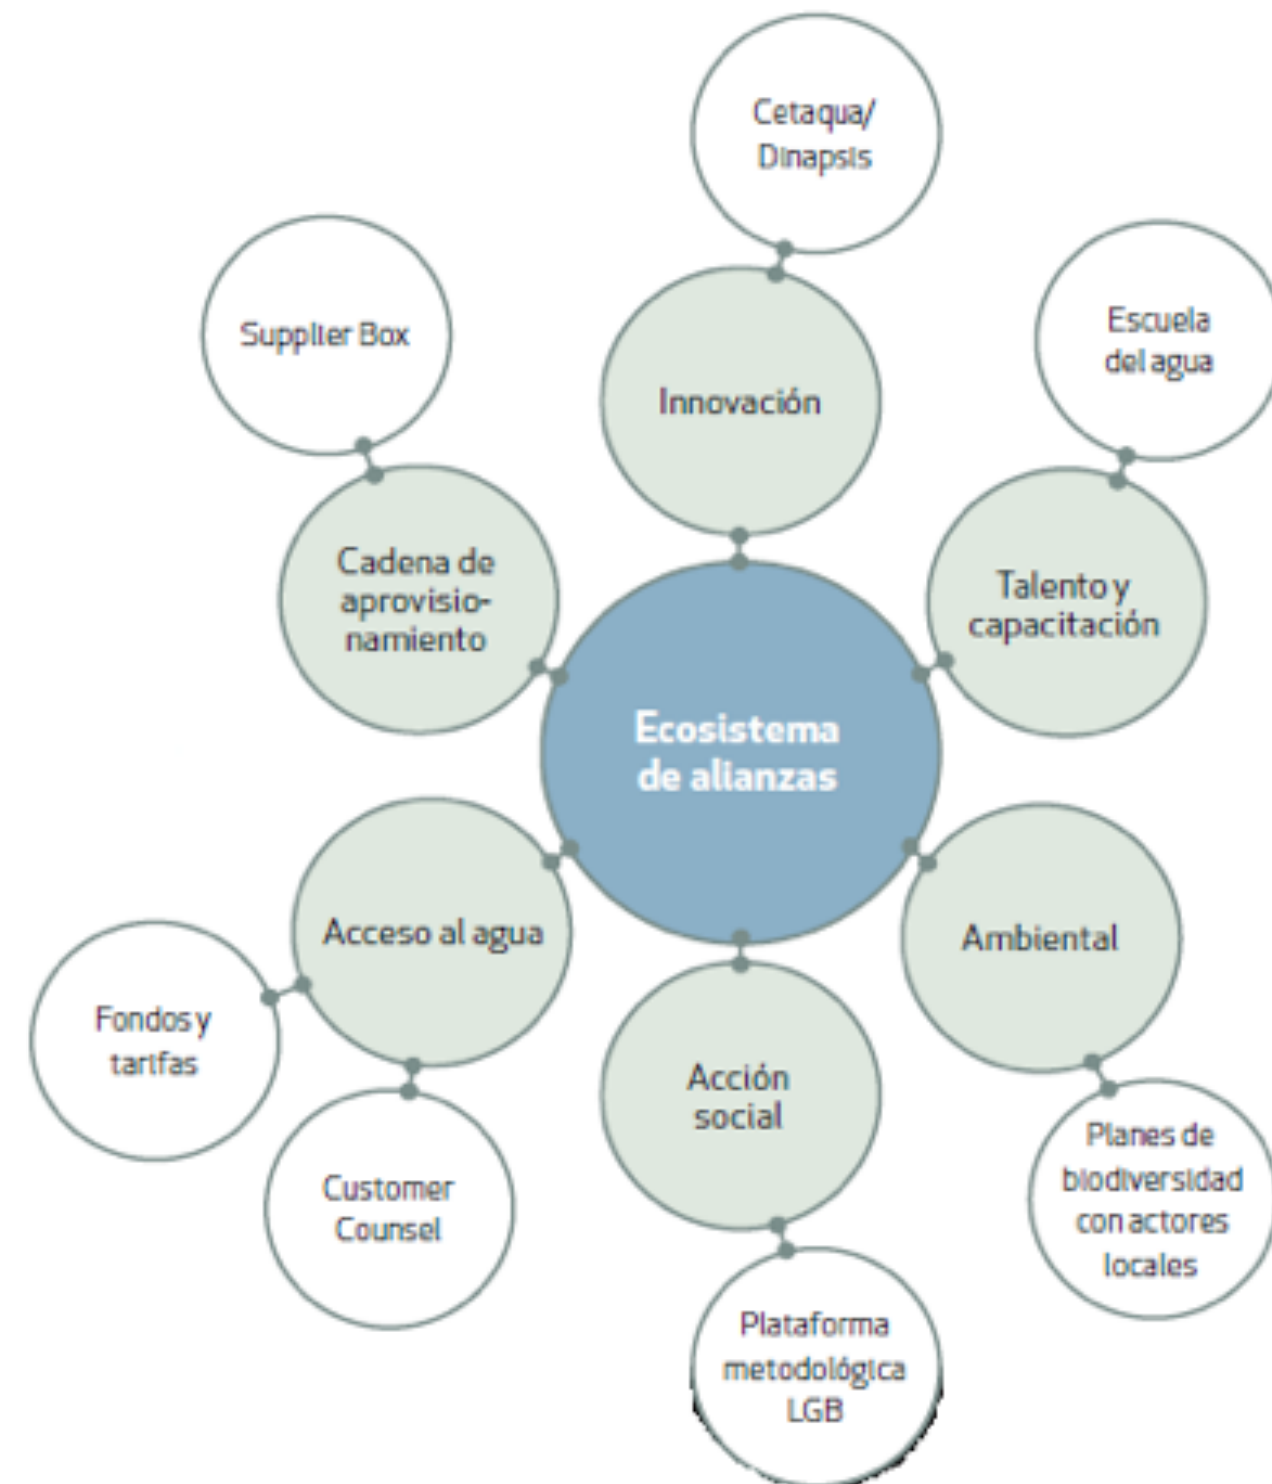 Cetaqua/
Dinapsis
Supplier Box
Escuela
del agua
Innovación
Cadena de
aprovisio-
namiento
Talento y
capacitación
Ecosistema
de alianzas
Acceso al agua
Ambiental
Fondos y
tarifas
Acción
social
Customer
Counsel
Planes de
biodiversidad
con actores
locales
Plataforma
metodológica
LGB